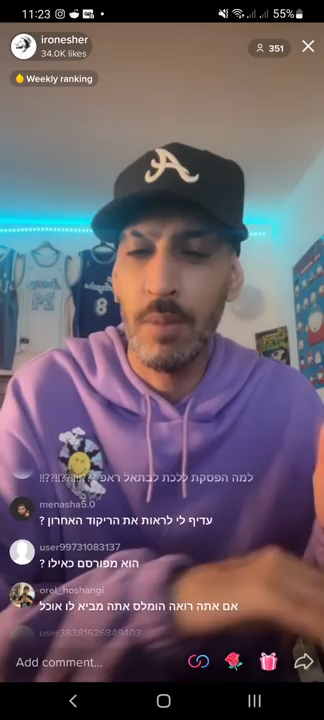 11:23
55%
ironesher
34.0K likes
351
Weekly ranking
A
8
למה הפסקת ללכת לבתאל ראפ ??!!??!!??!!
menasha5.0
עדיף לי לראות את הריקוד האחרון ?
user99731083137
הוא מפורסם כאילו ?
orel_hoshangi
אם אתה רואה הומלס אתה מביא לו אוכל
user38381626849403
Add comment...